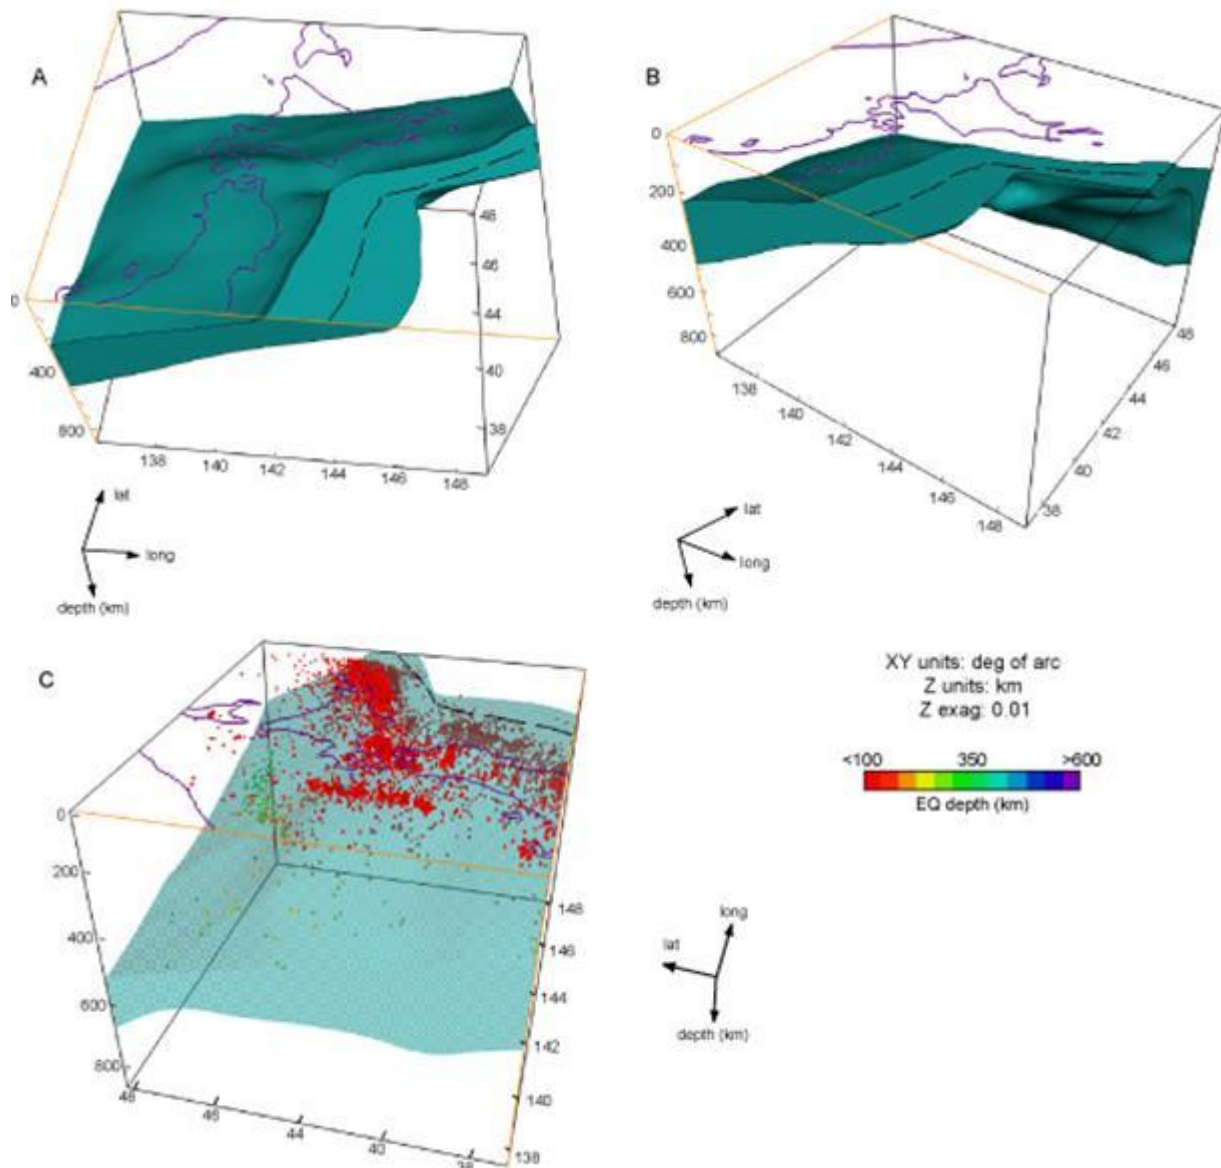 A
0
400
800
138 140 142 144 146 148
48
46
44
40
38
lat
long
depth (km)
B
0
200
400
600
800
138 140 142 144 146 148
48
46
44
42
40
38
lat
long
depth (km)
C
0
200
400
600
800
48 46 44 40 38
148
146
144
142
140
138
XY units: deg of arc
Z units: km
Z exag: 0.01
<100 350 >600
EQ depth (km)
long
lat
depth (km)